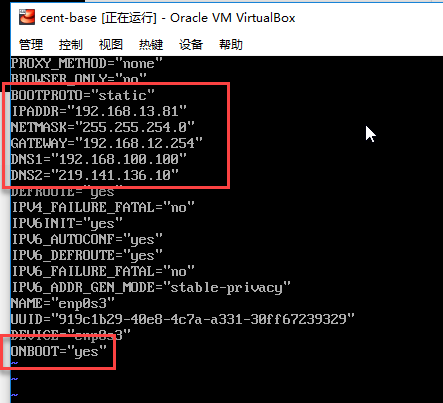 cent-base [正在运行] - Oracle VM VirtualBox
管理 控制 视图 热键 设备 帮助
PROXY_METHOD="none"
BROWSER_ONLY="no"
BOOTPROTO="static"
IPADDR="192.168.13.81"
NETMASK="255.255.254.0"
GATEWAY="192.168.12.254"
DNS1="192.168.100.100"
DNS2="219.141.136.10"
DEFROUTE="yes"
IPV4_FAILURE_FATAL="no"
IPV6INIT="yes"
IPV6_AUTOCONF="yes"
IPV6_DEFROUTE="yes"
IPV6_FAILURE_FATAL="no"
IPV6_ADDR_GEN_MODE="stable-privacy"
NAME="enp0s3"
UUID="919c1b29-40e8-4c7a-a331-30ff67239329"
DEVICE="enp0s3"
ONBOOT="yes"
~
~
~